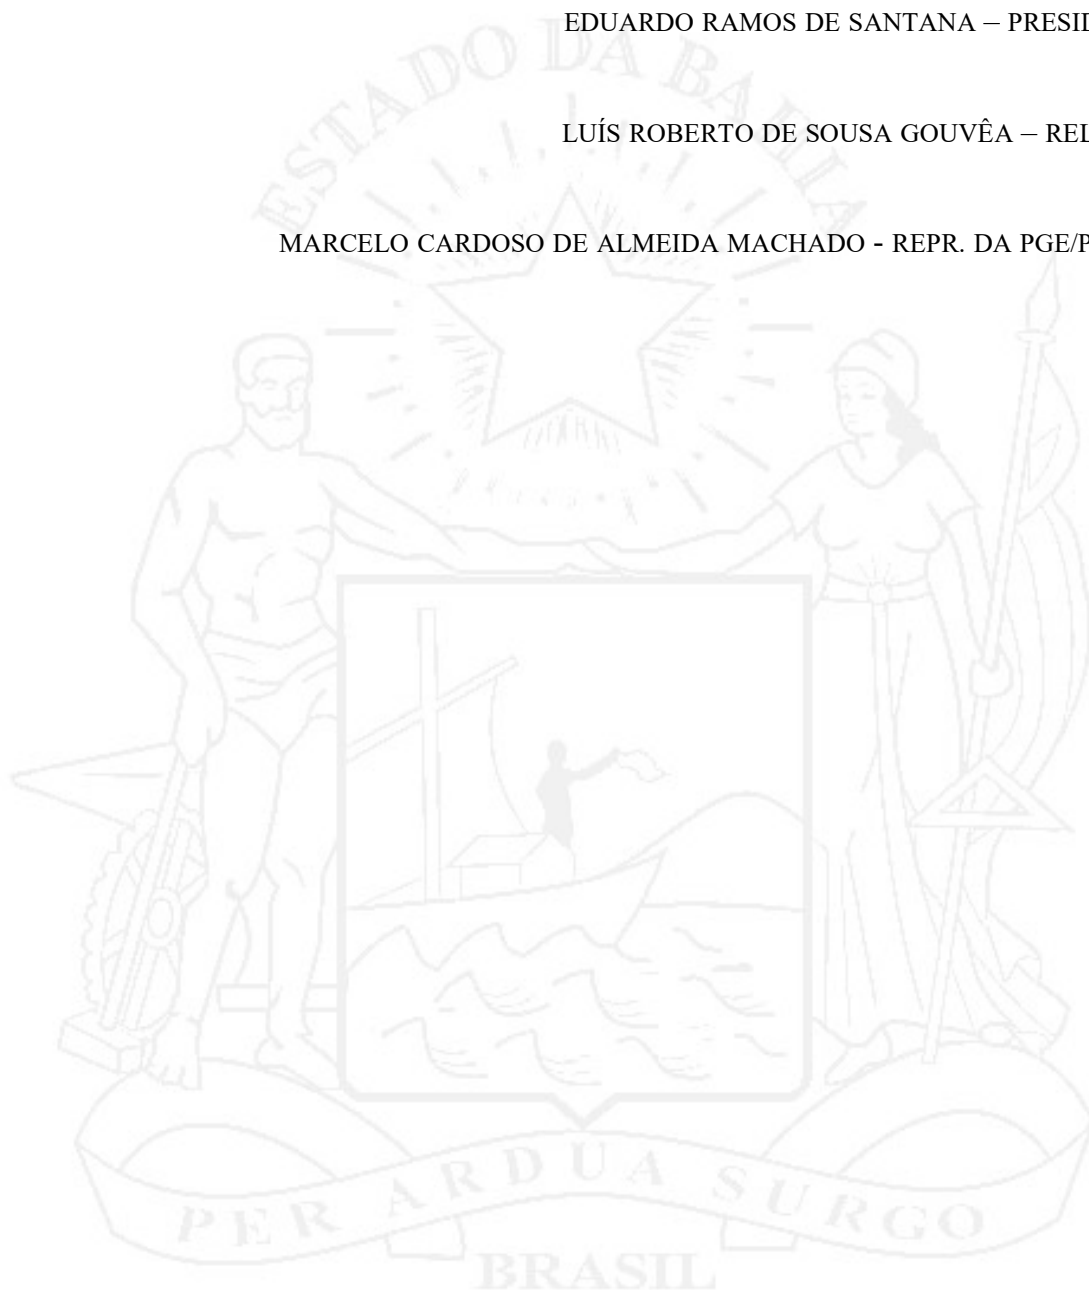 EDUARDO RAMOS DE SANTANA – PRESID
LUÍS ROBERTO DE SOUSA GOUVÊA – REL
MARCELO CARDOSO DE ALMEIDA MACHADO - REPR. DA PGE/P
ESTADO DA BAHIA
PER ARDUA SURGO
BRASIL